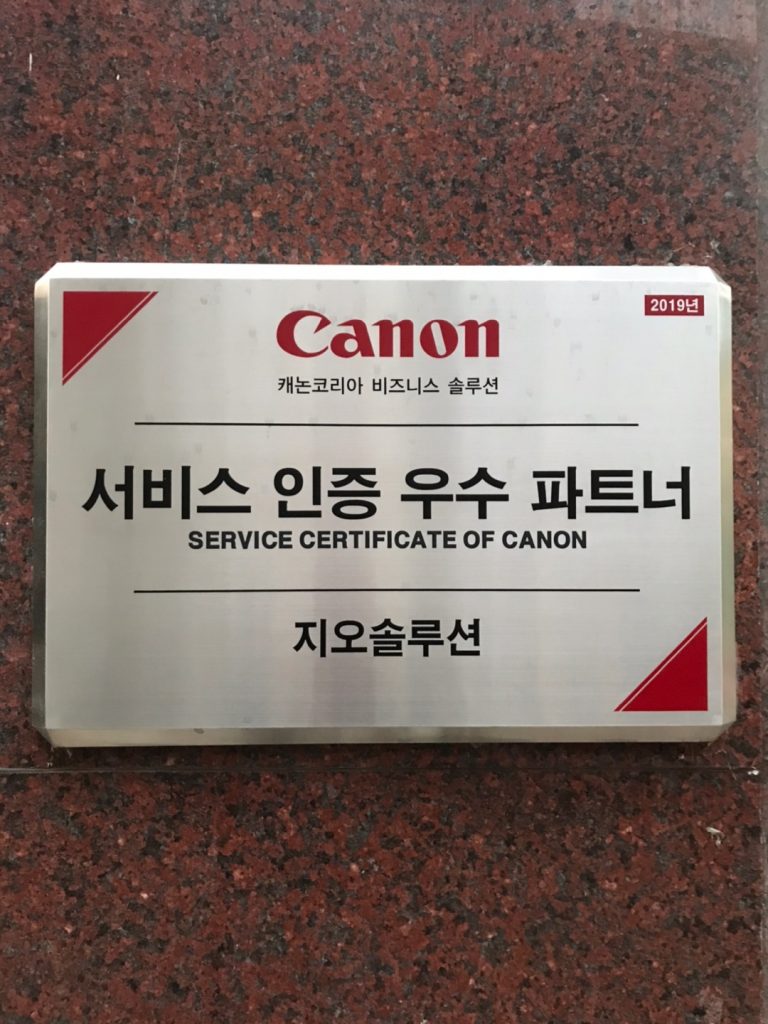 2019년
Canon
캐논코리아 비즈니스 솔루션
서비스 인증 우수 파트너
SERVICE CERTIFICATE OF CANON
지오솔루션